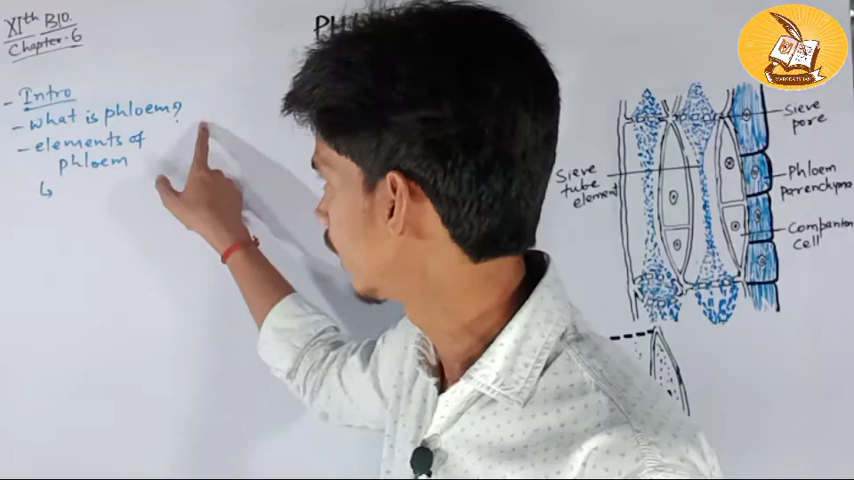 XIth BIO.
Chapter-6
- Intro
- what is phloem?
- elements of
phloem
PH
Sieve
pore
Sieve
tube
element
Phloem
parenchyma
Companion
cell